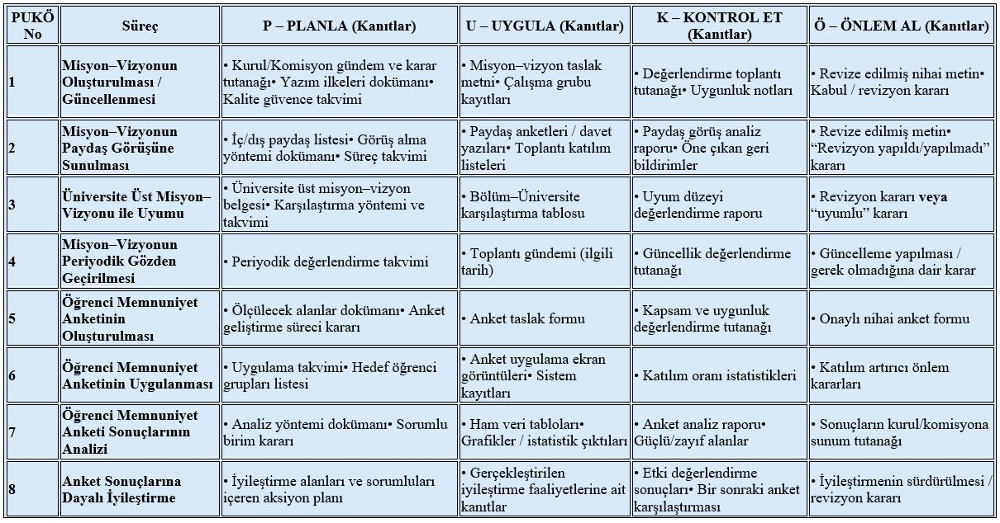 PUKÖ No
Süreç
P – PLANLA (Kanıtlar)
U – UYGULA (Kanıtlar)
K – KONTROL ET (Kanıtlar)
Ö – ÖNLEM AL (Kanıtlar)
1
Misyon–Vizyonun
Oluşturulması /
Güncellenmesi
• Kurul/Komisyon gündem ve karar
tutanağı• Yazım ilkeleri dokümanı•
Kalite güvence takvimi
• Misyon–vizyon taslak
metni• Çalışma grubu
kayıtları
• Değerlendirme toplantı
tutanağı• Uygunluk notları
• Revize edilmiş nihai metin•
Kabul / revizyon kararı
2
Misyon–Vizyonun
Paydaş Görüşüne
Sunulması
• İç/dış paydaş listesi• Görüş alma
yöntemi dokümanı• Süreç takvimi
• Paydaş anketleri / davet
yazıları• Toplantı katılım
listeleri
• Paydaş görüş analiz
raporu• Öne çıkan geri
bildirimler
• Revize edilmiş metin•
“Revizyon yapıldı/yapılmadı”
kararı
3
Üniversite Üst Misyon–
Vizyonu ile Uyumu
• Üniversite üst misyon–vizyon
belgesi• Karşılaştırma yöntemi ve
takvimi
• Bölüm–Üniversite
karşılaştırma tablosu
• Uyum düzeyi
değerlendirme raporu
• Revizyon kararı veya
“uyumlu” kararı
4
Misyon–Vizyonun
Periyodik Gözden
Geçirilmesi
• Periyodik değerlendirme takvimi
• Toplantı gündemi (ilgili
tarih)
• Güncellik değerlendirme
tutanağı
• Güncelleme yapılması /
gerek olmadığına dair karar
5
Öğrenci Memnuniyet
Anketinin
Oluşturulması
• Ölçülecek alanlar dokümanı• Anket
geliştirme süreci kararı
• Anket taslak formu
• Kapsam ve uygunluk
değerlendirme tutanağı
• Onaylı nihai anket formu
6
Öğrenci Memnuniyet
Anketinin Uygulanması
• Uygulama takvimi• Hedef öğrenci
grupları listesi
• Anket uygulama ekran
görüntüleri• Sistem
kayıtları
• Katılım oranı istatistikleri
• Katılım artırıcı önlem
kararları
7
Öğrenci Memnuniyet
Anketi Sonuçlarının
Analizi
• Analiz yöntemi dokümanı• Sorumlu
birim kararı
• Ham veri tabloları•
Grafikler / istatistik çıktıları
• Anket analiz raporu•
Güçlü/zayıf alanlar
• Sonuçların kurul/komisyona
sunum tutanağı
8
Anket Sonuçlarına
Dayalı İyileştirme
• İyileştirme alanları ve sorumluları
içeren aksiyon planı
• Gerçekleştirilen
iyileştirme faaliyetlerine ait
kanıtlar
• Etki değerlendirme
sonuçları• Bir sonraki anket
karşılaştırması
• İyileştirmenin sürdürülmesi /
revizyon kararı